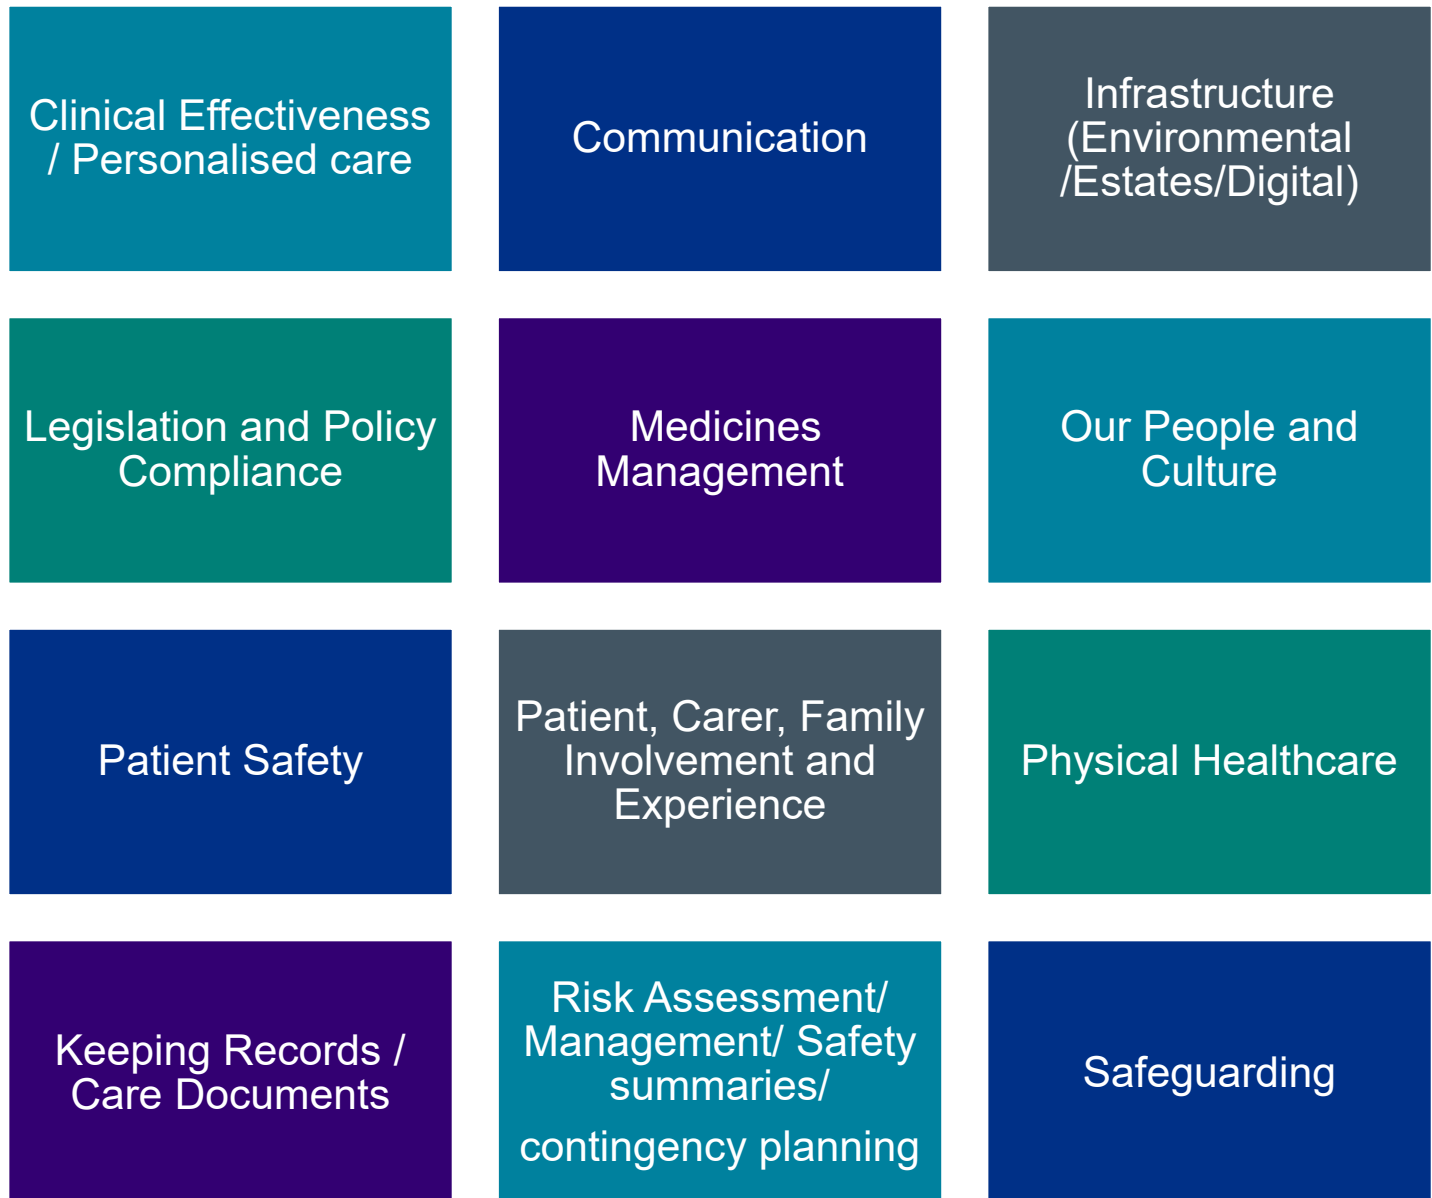 Clinical Effectiveness
/ Personalised care
Communication
Infrastructure
(Environmental
/Estates/Digital)
Legislation and Policy
Compliance
Medicines
Management
Our People and
Culture
Patient Safety
Patient, Carer, Family
Involvement and
Experience
Physical Healthcare
Keeping Records /
Care Documents
Risk Assessment/
Management/ Safety
summaries/
contingency planning
Safeguarding